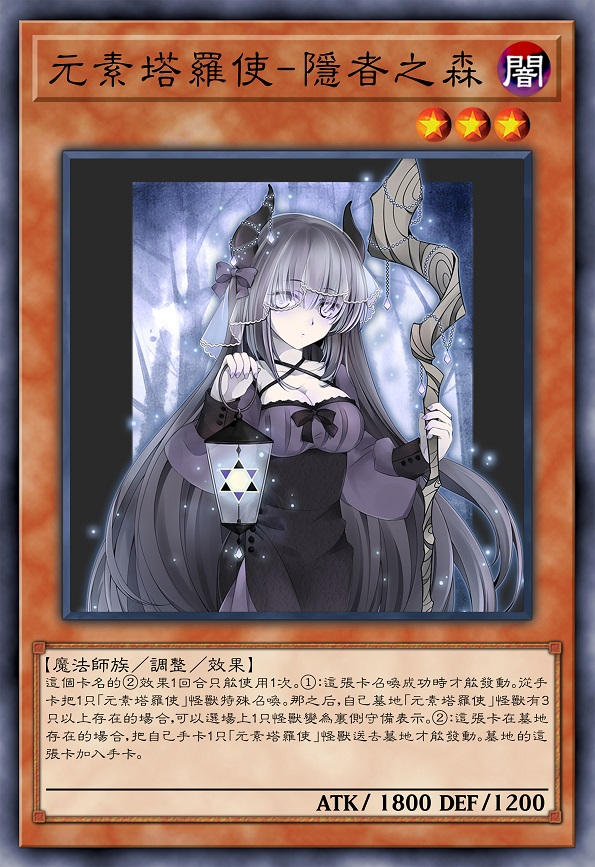 元素塔羅使-隱者之森
闇
【魔法師族／調整／效果】
這個卡名的②效果1回合只能使用1次。①:這張卡召喚成功時才能發動。從手
卡把1只「元素塔羅使」怪獸特殊召喚。那之后,自己墓地「元素塔羅使」怪獸有3
只以上存在的場合,可以選場上1只怪獸變為裏側守備表示。②:這張卡在墓地
存在的場合,把自己手卡1只「元素塔羅使」怪獸送去墓地才能發動。墓地的這
張卡加入手卡。
ATK/ 1800 DEF/1200